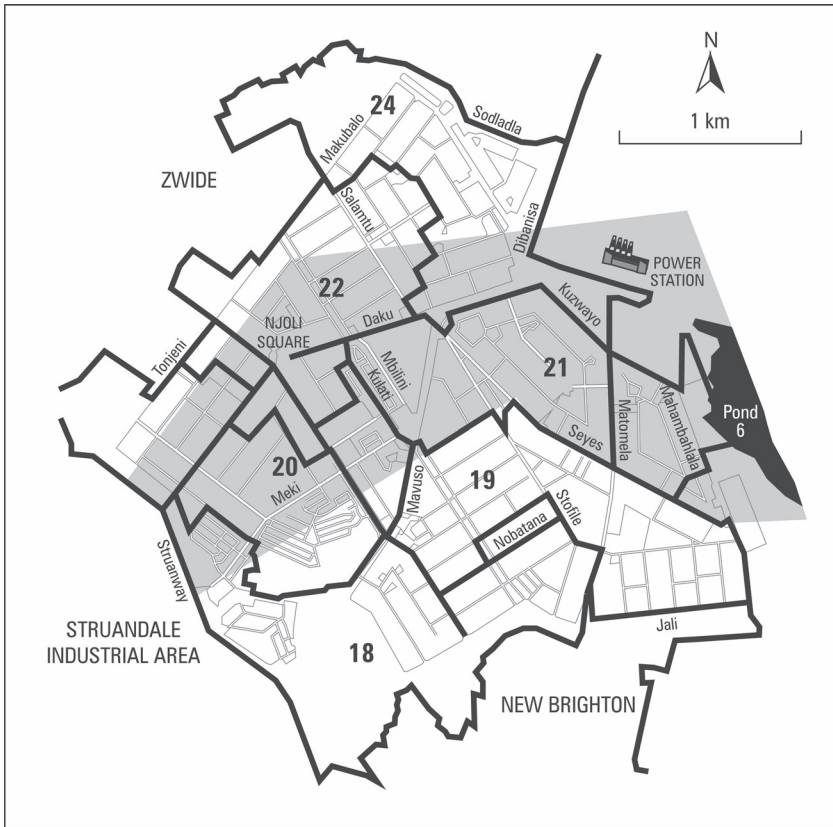 N
1 km
24
Sodladla
Makubalo
ZWIDE
Salamtu
Dibanisa
POWER
STATION
22
Kuzwayo
Daku
NJOLI
SQUARE
Tonjeni
Mbilini
Kulati
21
Mahambahlala
Matomela
Pond
6
Seyes
20
Meki
Mavuso
19
Stofile
Nobatana
Struanway
STRUANDALE
INDUSTRIAL AREA
18
Jali
NEW BRIGHTON